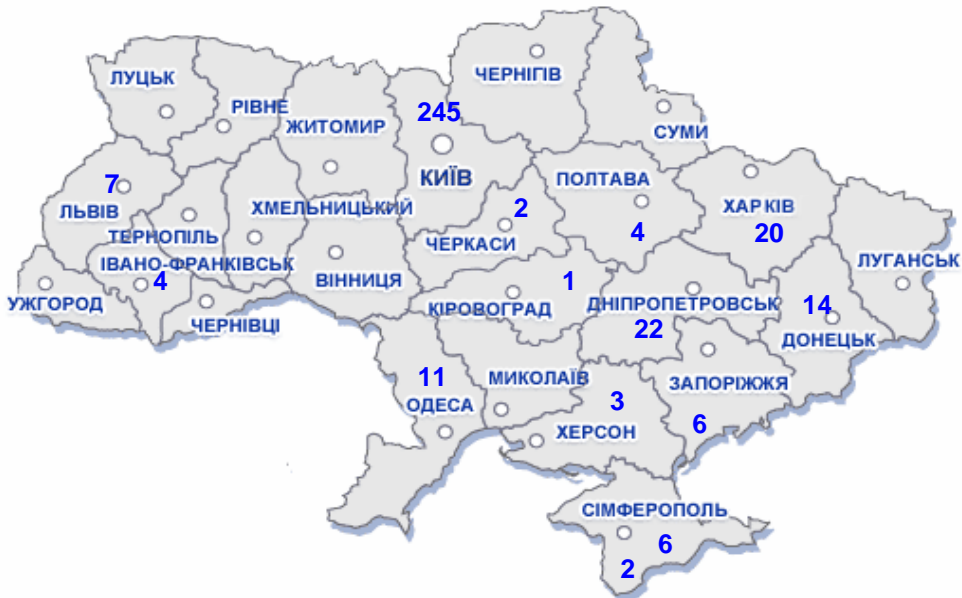 ЧЕРНІГІВ
ЛУЦЬК
РІВНЕ
245
ЖИТОМИР
СУМИ
КИЇВ
ПОЛТАВА
7
ЛЬВІВ
ХМЕЛЬНИЦЬКИЙ
2
ХАРКІВ
ТЕРНОПІЛЬ
ЧЕРКАСИ
4
20
ІВАНО-ФРАНКІВСЬК
ЛУГАНСЬК
4
ВІННИЦЯ
1
УЖГОРОД
КІРОВОГРАД
ДНІПРОПЕТРОВСЬК
14
ЧЕРНІВЦІ
22
ДОНЕЦЬК
11
МИКОЛАЇВ
ЗАПОРІЖЖЯ
ОДЕСА
3
6
ХЕРСОН
СІМФЕРОПОЛЬ
6
2